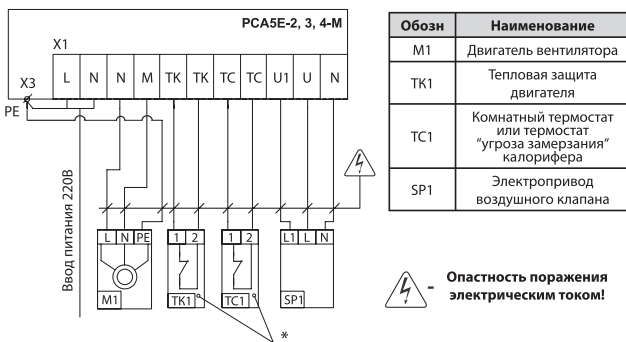 РСА5Е-2, 3, 4-М
X1
L N N M TK TK TC TC U1 U N
X3
PE
Ввод питания 220В
L N PE
1 2
1 2
L1 L N
M1
TK1
TC1
SP1
*
Обозн Наименование
M1 Двигатель вентилятора
TK1 Тепловая защита
двигателя
TC1 Комнатный термостат
или термостат
“угроза замерзания“
калорифера
SP1 Электропривод
воздушного клапана
- Опастность поражения
электрическим током!